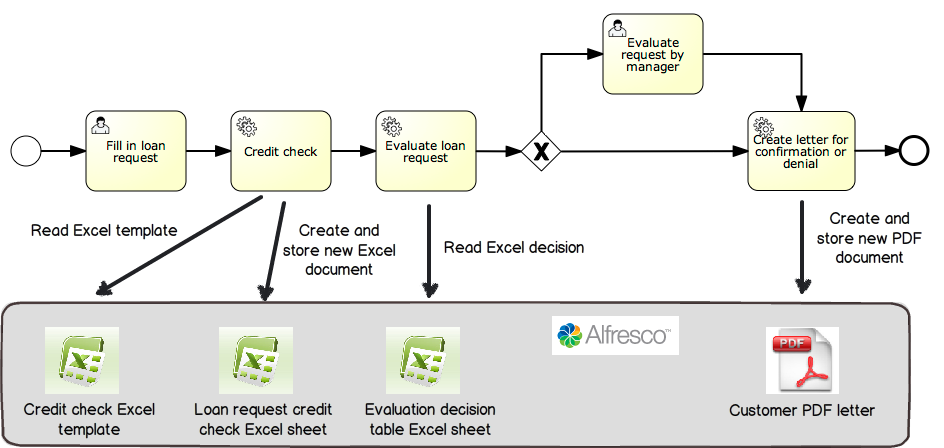 Evaluate
request by
manager
Fill in loan
request
Credit check
Evaluate loan
request
X
Create letter for
confirmation or
denial
Read Excel template
Create and
store new Excel
document
Read Excel decision
Create and
store new PDF
document
Alfresco™
PDF
Credit check Excel
template
Loan request credit
check Excel sheet
Evaluation decision
table Excel sheet
Customer PDF letter